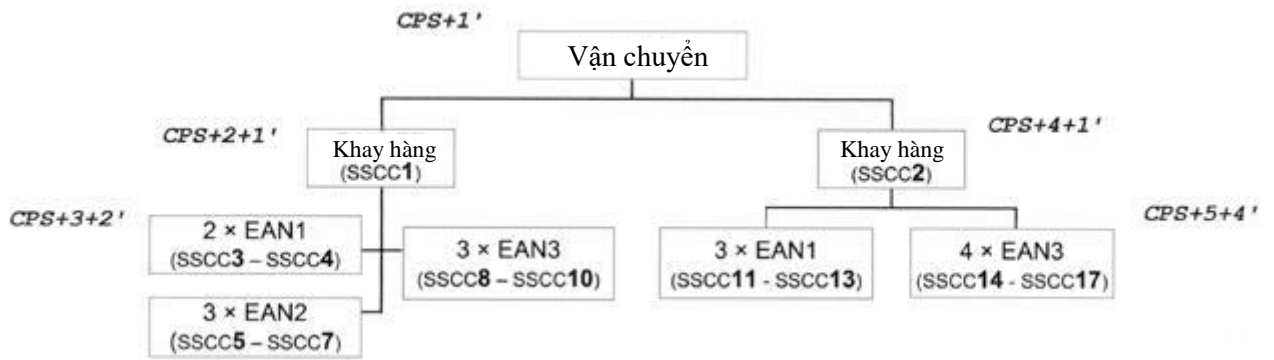 CPS+1'
Vận chuyển
CPS+2+1'
Khay hàng
(SSCC1)
CPS+4+1'
Khay hàng
(SSCC2)
CPS+3+2'
2 × EAN1
(SSCC3 – SSCC4)
3 × EAN3
(SSCC8 – SSCC10)
3 × EAN1
(SSCC11 - SSCC13)
4 × EAN3
(SSCC14 - SSCC17)
CPS+5+4'
3 × EAN2
(SSCC5 – SSCC7)